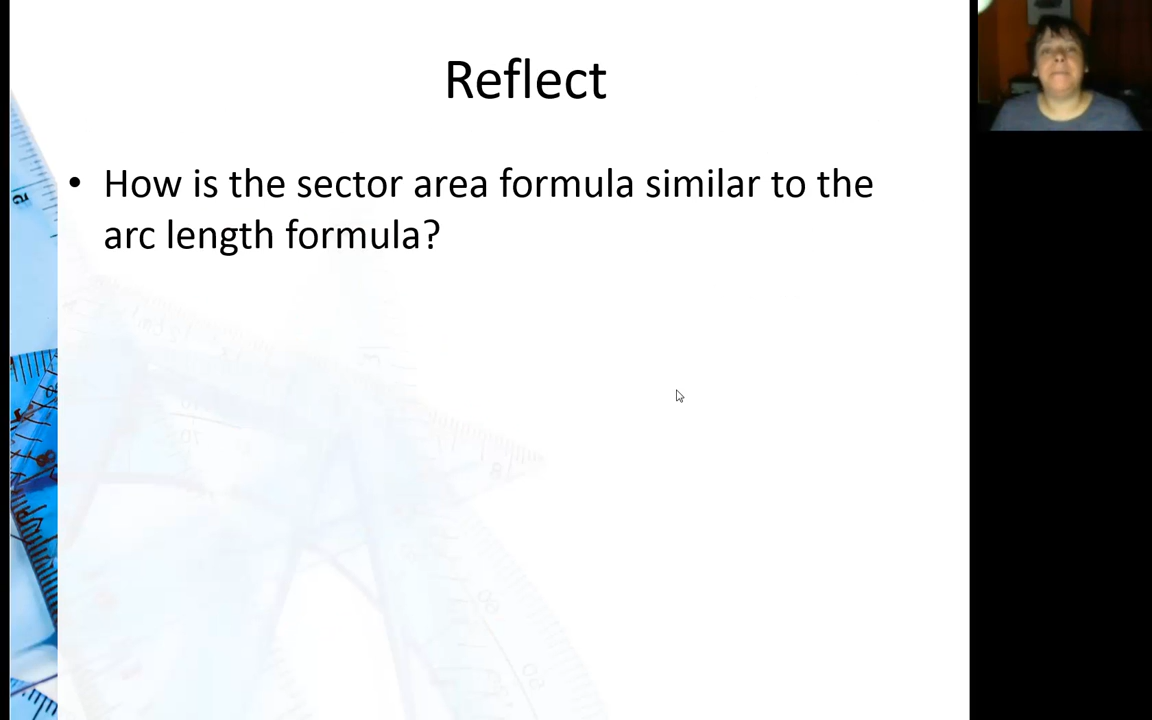 Reflect
• How is the sector area formula similar to the
arc length formula?